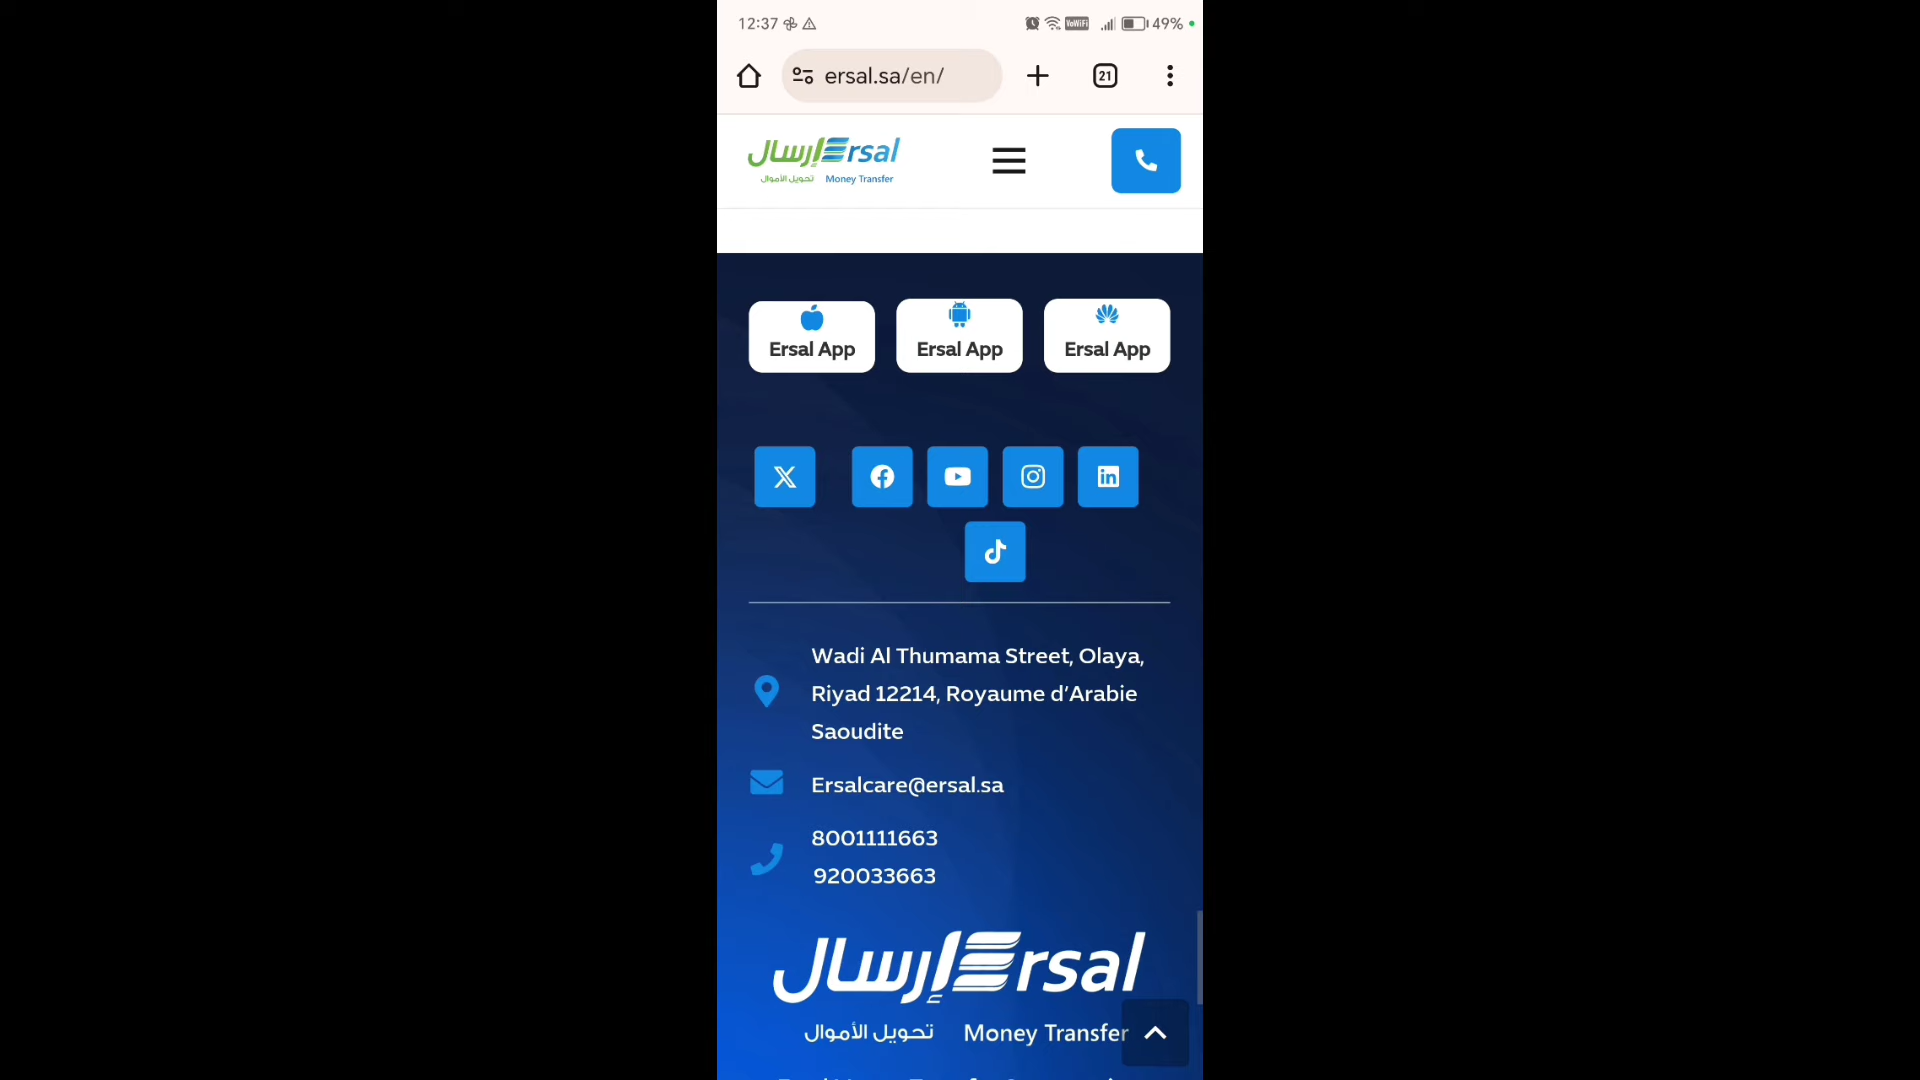 12:37
VoWiFi
49%
ersal.sa/en/
21
إرسال Ersal
تحويل الأموال Money Transfer
Ersal App
Ersal App
Ersal App
Wadi Al Thumama Street, Olaya,
Riyad 12214, Royaume d’Arabie
Saoudite
Ersalcare@ersal.sa
8001111663
920033663
إرسال Ersal
تحويل الأموال Money Transfer